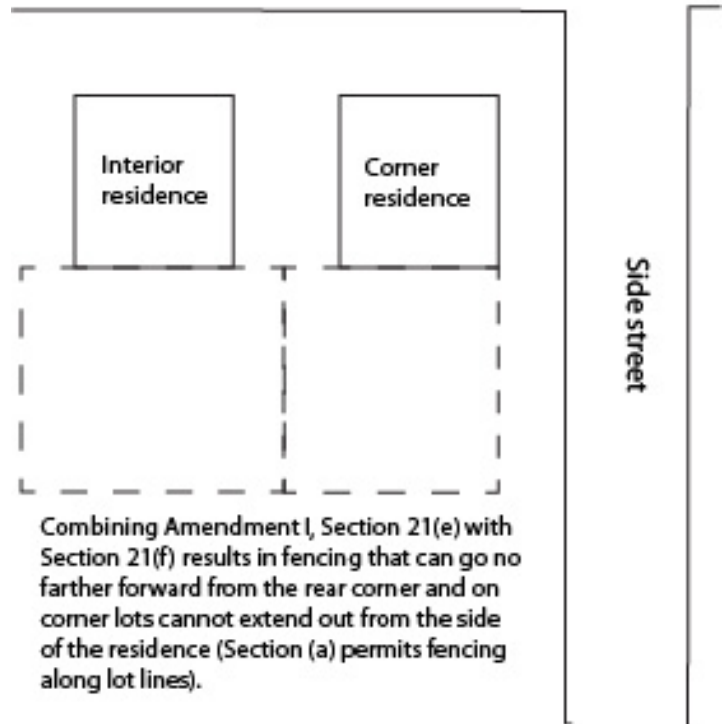 Interior
residence
Corner
residence
Side street
Combining Amendment I, Section 21(e) with
Section 21(f) results in fencing that can go no
farther forward from the rear corner and on
corner lots cannot extend out from the side
of the residence (Section (a) permits fencing
along lot lines).